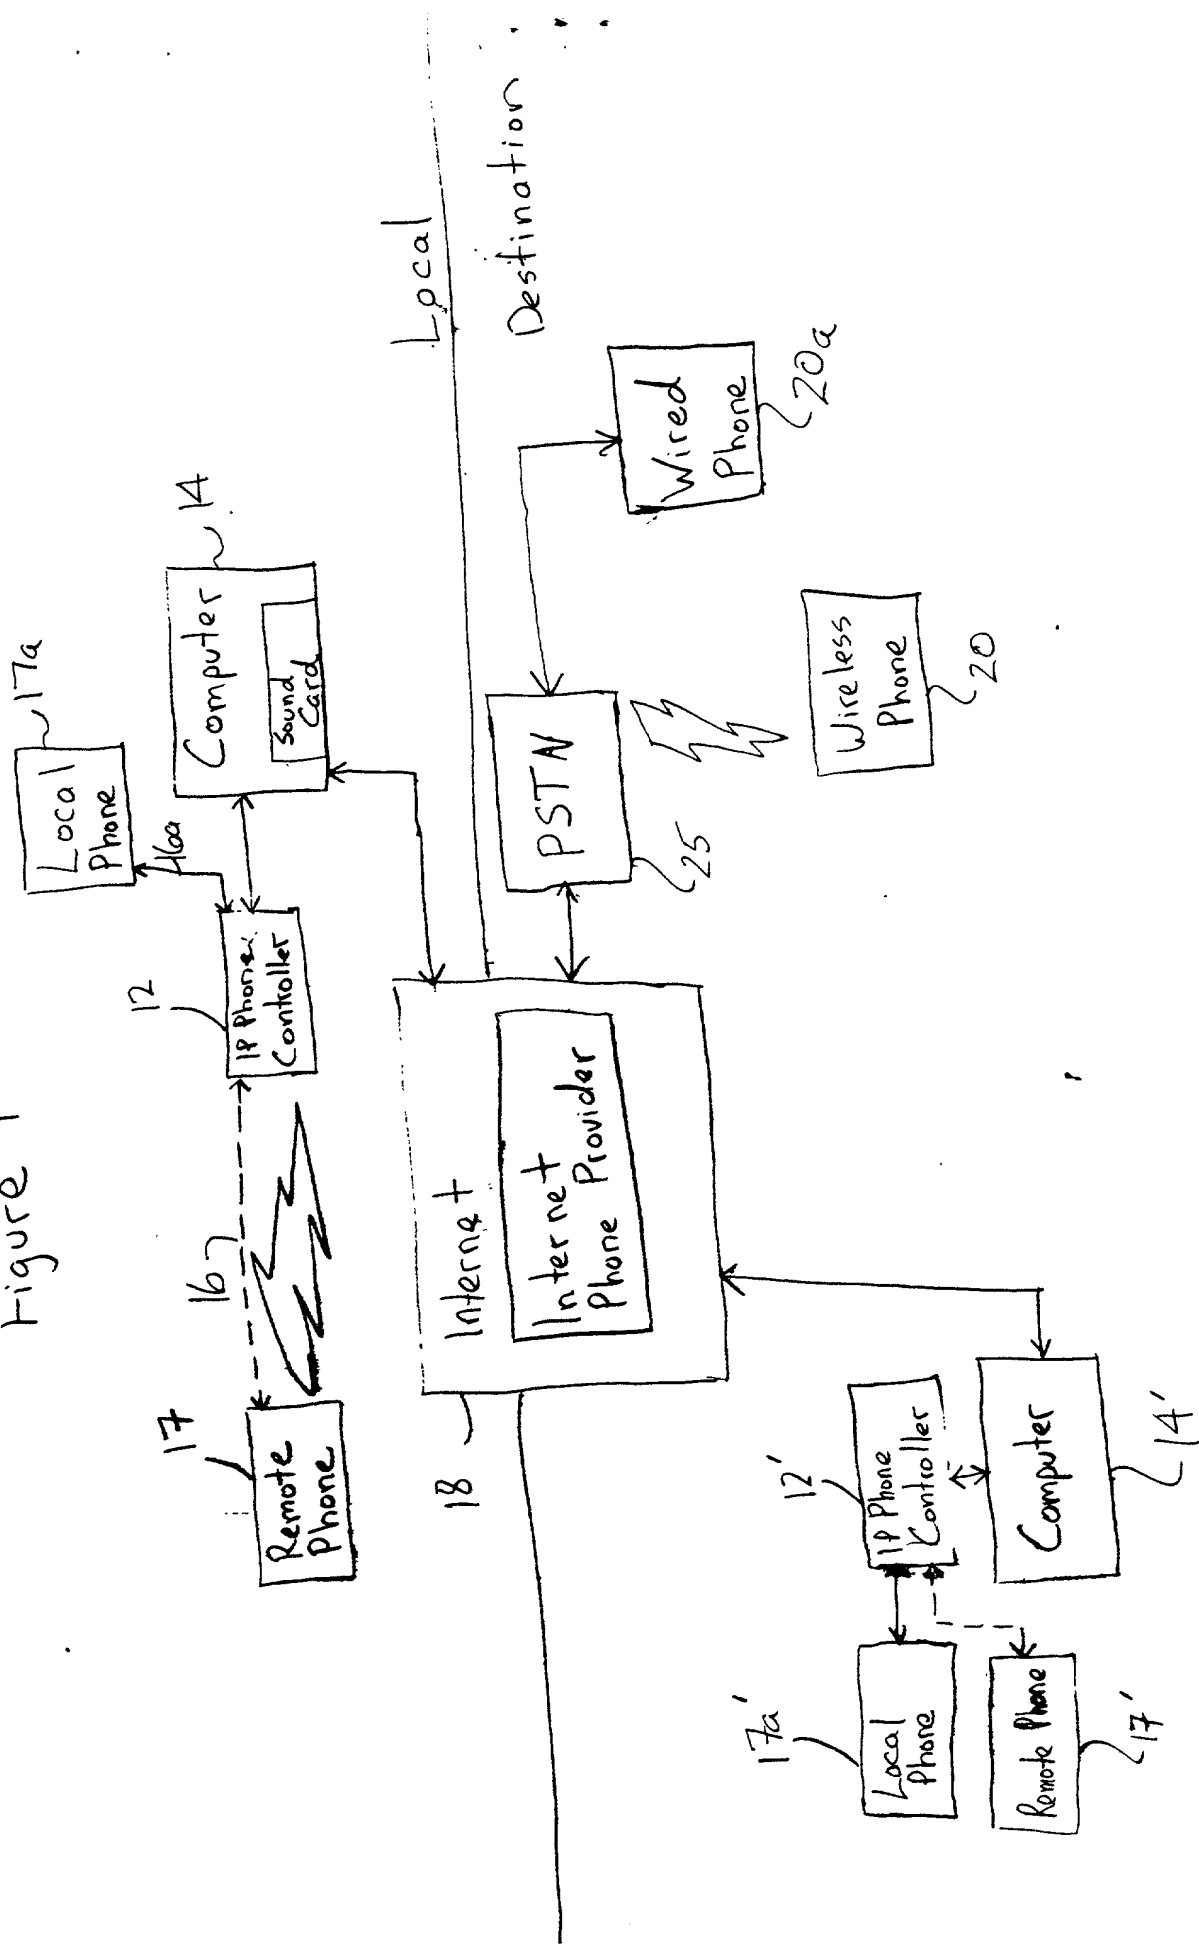 Figure 1
17a
Local
Phone
46a
14
Computer
Sound
Card
12
IP Phone
Controller
16
17
Remote
Phone
Local
Destination
18
Internet
Internet
Phone Provider
PSTN
25
Wired
Phone
20a
Wireless
Phone
20
12'
IP Phone
Controller
Computer
14'
17a'
Local
Phone
Remote Phone
17'